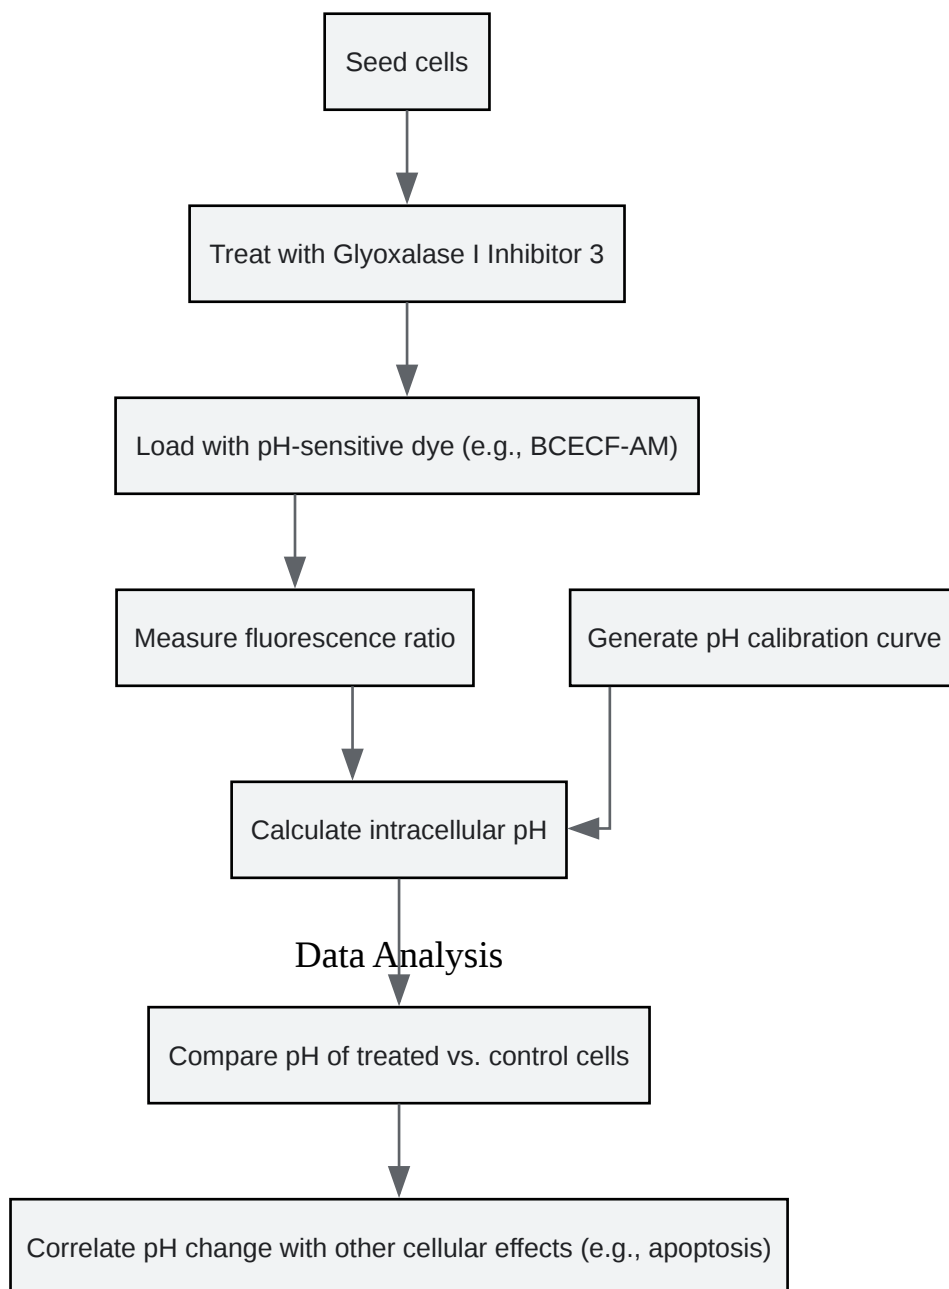 Seed cells
Treat with Glyoxalase I Inhibitor 3
Load with pH-sensitive dye (e.g., BCECF-AM)
Measure fluorescence ratio
Generate pH calibration curve
Calculate intracellular pH
Data Analysis
Compare pH of treated vs. control cells
Correlate pH change with other cellular effects (e.g., apoptosis)